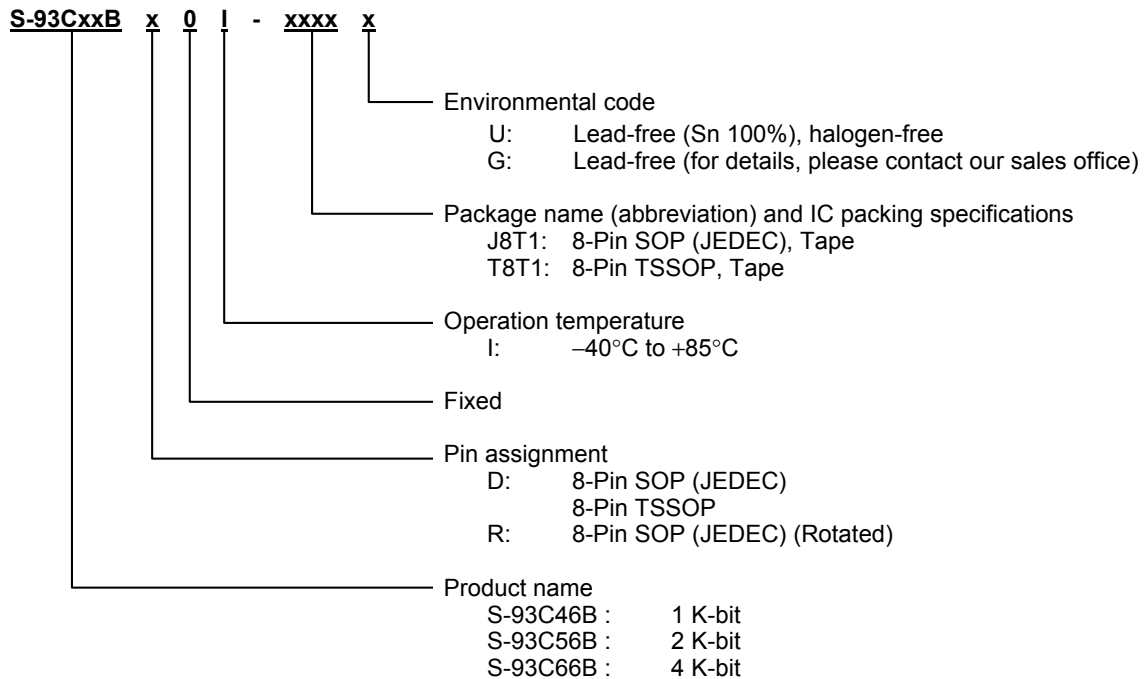 S-93CxxB x 0 I - xxxx x
Environmental code
U: Lead-free (Sn 100%), halogen-free
G: Lead-free (for details, please contact our sales office)
Package name (abbreviation) and IC packing specifications
J8T1: 8-Pin SOP (JEDEC), Tape
T8T1: 8-Pin TSSOP, Tape
Operation temperature
I: −40°C to +85°C
Fixed
Pin assignment
D: 8-Pin SOP (JEDEC)
8-Pin TSSOP
R: 8-Pin SOP (JEDEC) (Rotated)
Product name
S-93C46B : 1 K-bit
S-93C56B : 2 K-bit
S-93C66B : 4 K-bit